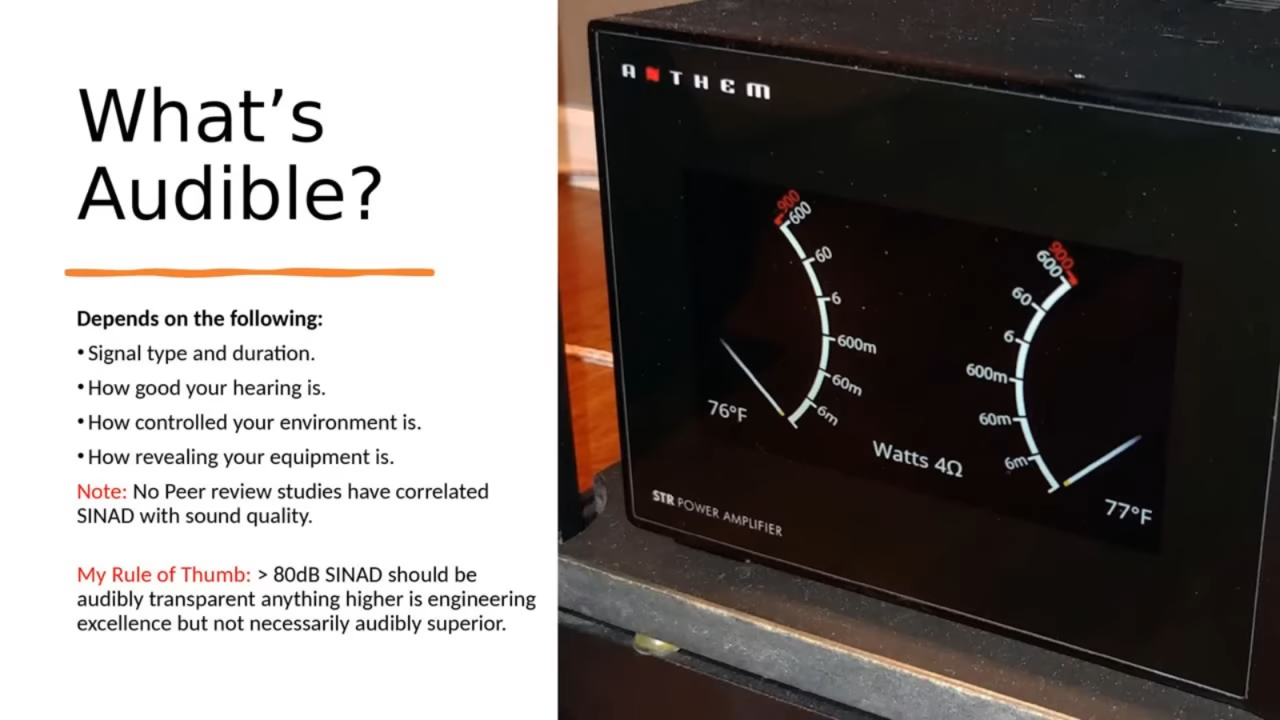 What’s
Audible?
Depends on the following:
•Signal type and duration.
•How good your hearing is.
•How controlled your environment is.
•How revealing your equipment is.
Note: No Peer review studies have correlated
SINAD with sound quality.
My Rule of Thumb: > 80dB SINAD should be
audibly transparent anything higher is engineering
excellence but not necessarily audibly superior.
ANTHEM
900
600
60
6
600m
60m
6m
76°F
900
600
60
6
600m
60m
6m
77°F
Watts 4Ω
STR POWER AMPLIFIER